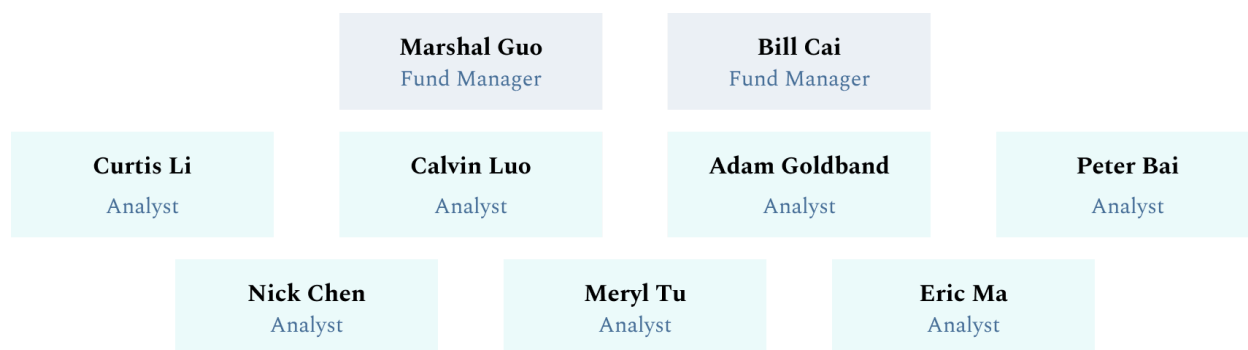 Marshal Guo
Fund Manager
Bill Cai
Fund Manager
Curtis Li
Analyst
Calvin Luo
Analyst
Adam Goldband
Analyst
Peter Bai
Analyst
Nick Chen
Analyst
Meryl Tu
Analyst
Eric Ma
Analyst